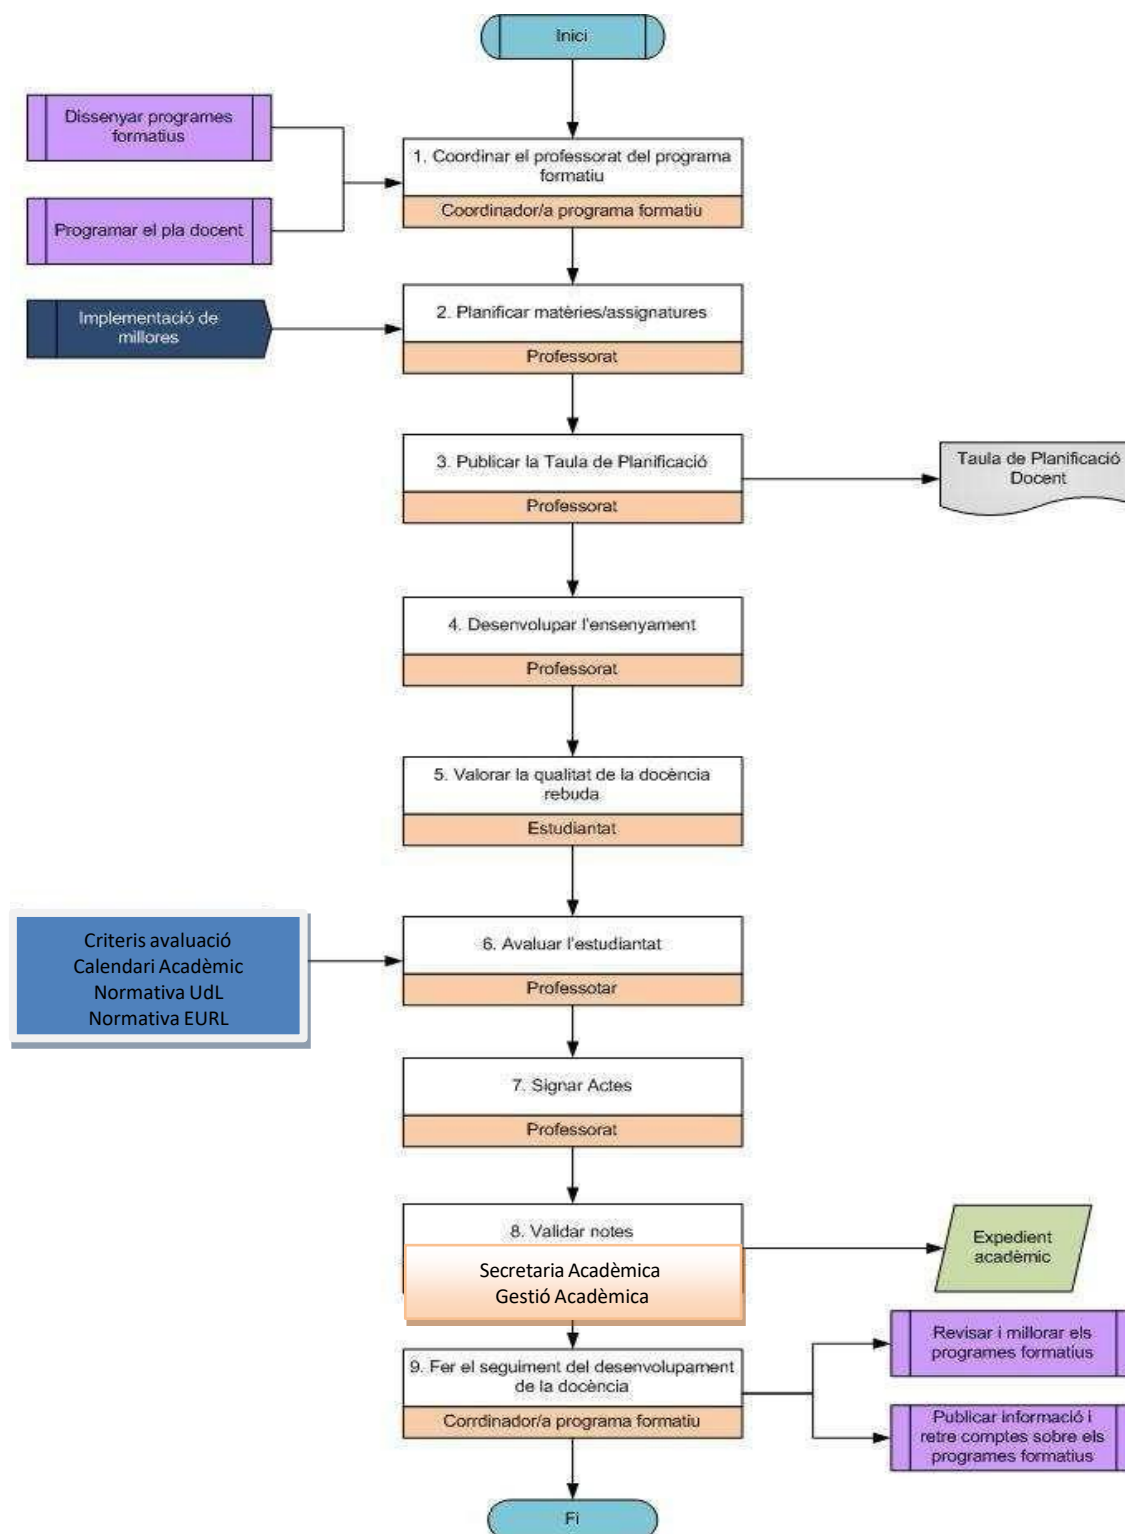 Inici
Dissenyar programes
formatius
Programar el pla docent
1. Coordinar el professorat del programa
formatiu
Coordinador/a programa formatiu
Implementació de
millores
2. Planificar matèries/assignatures
Professorat
3. Publicar la Taula de Planificació
Professorat
Taula de Planificació
Docent
4. Desenvolupar l'ensenyament
Professorat
5. Valorar la qualitat de la docència
rebuda
Estudiantat
Criteris avaluació
Calendari Acadèmic
Normativa UdL
Normativa EURL
6. Avaluar l'estudiantat
Professotar
7. Signar Actes
Professorat
8. Validar notes
Secretaria Acadèmica
Gestió Acadèmica
Expedient
acadèmic
9. Fer el seguiment del desenvolupament
de la docència
Corrdinador/a programa formatiu
Revisar i millorar els
programes formatius
Publicar informació i
retre comptes sobre els
programes formatius
Fi